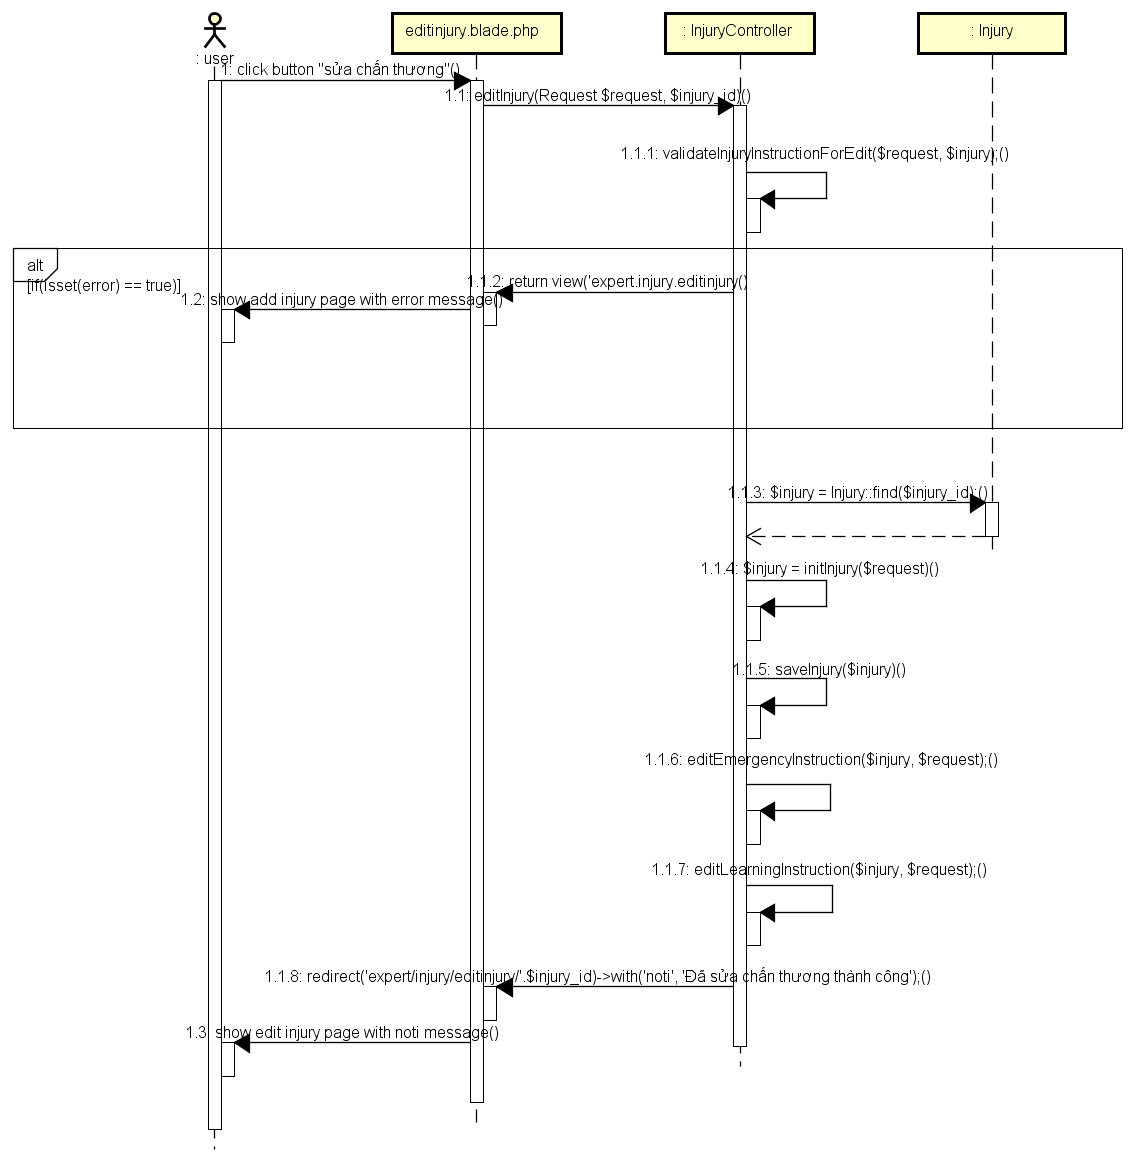 editinjury.blade.php
: InjuryController
: Injury
: user
1: click button "sửa chấn thương"()
1.1: editInjury(Request $request, $injury_id)()
1.1.1: validateInjuryInstructionForEdit($request, $injury);()
alt
[if(isset(error) == true)]
1.1.2: return view('expert.injury.editinjury()
1.2: show add injury page with error message()
1.1.3: $injury = Injury::find($injury_id);()
1.1.4: $injury = initInjury($request)()
1.1.5: saveInjury($injury)()
1.1.6: editEmergencyInstruction($injury, $request);()
1.1.7: editLearningInstruction($injury, $request);()
1.1.8: redirect('expert/injury/editinjury/'.$injury_id)->with('noti', 'Đã sửa chấn thương thành công');()
1.3: show edit injury page with noti message()